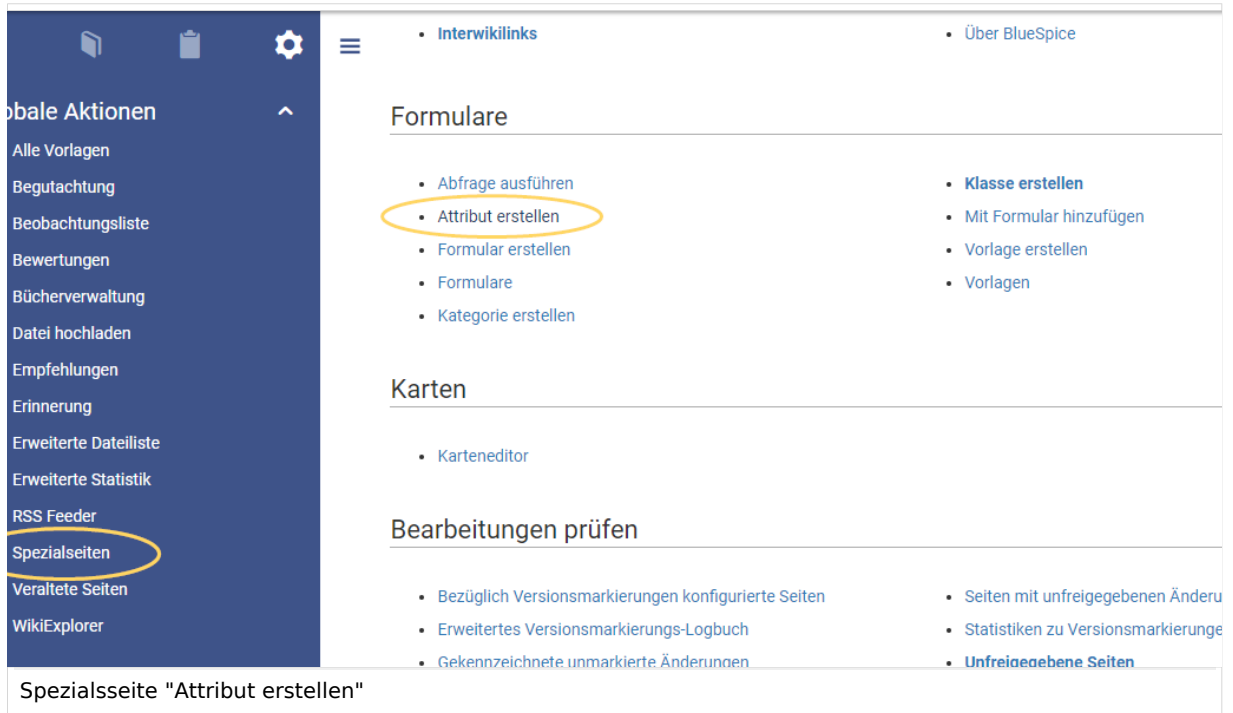 obale Aktionen
Alle Vorlagen
Begutachtung
Beobachtungsliste
Bewertungen
Bücherverwaltung
Datei hochladen
Empfehlungen
Erinnerung
Erweiterte Dateiliste
Erweiterte Statistik
RSS Feeder
Spezialseiten
Veraltete Seiten
WikiExplorer
Interwikilinks
Über BlueSpice
Formulare
Abfrage ausführen
Attribut erstellen
Formular erstellen
Formulare
Kategorie erstellen
Klasse erstellen
Mit Formular hinzufügen
Vorlage erstellen
Vorlagen
Karten
Karteneditor
Bearbeitungen prüfen
Bezüglich Versionsmarkierungen konfigurierte Seiten
Erweitertes Versionsmarkierungs-Logbuch
Gekennzeichnete unmarkierte Änderungen
Seiten mit unfreigegebenen Änderu
Statistiken zu Versionsmarkierunge
Unfreigegebene Seiten
Spezialsseite "Attribut erstellen"